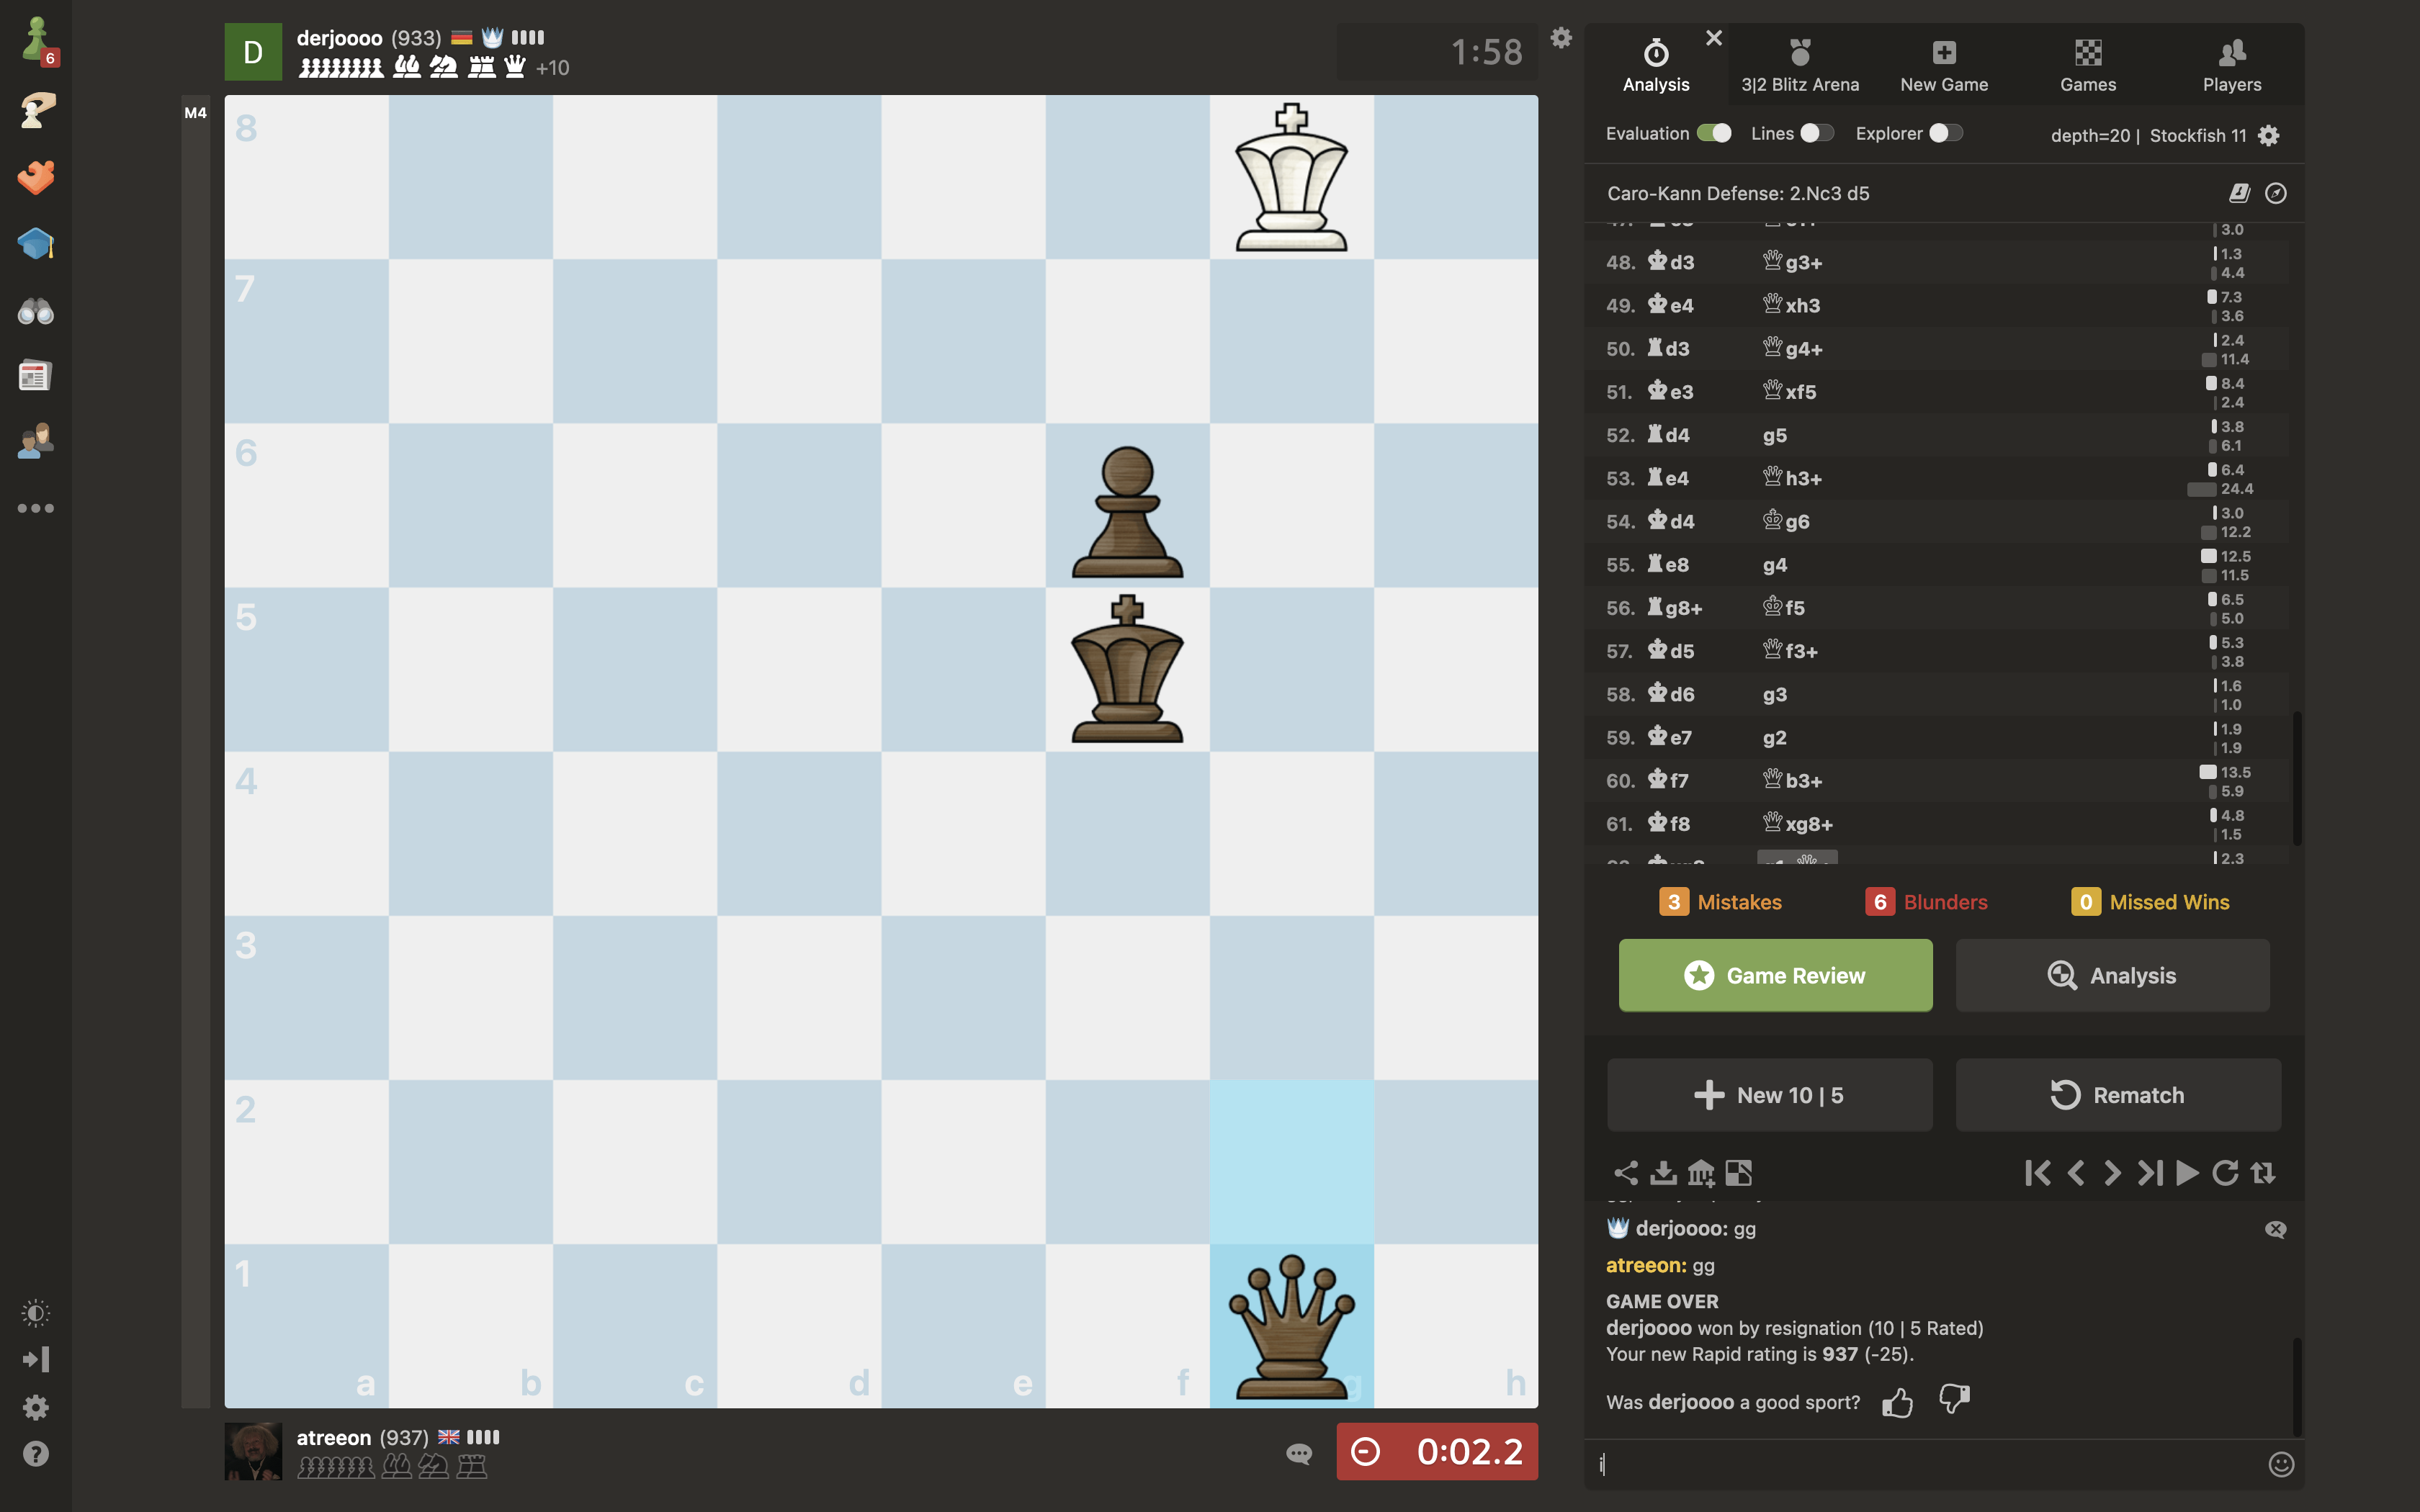 6
D
derjoooo (933)
+10
1:58
M4
8
7
6
5
4
3
2
1
a b c d e f g h
atreeon (937)
0:02.2
Analysis
3|2 Blitz Arena
New Game
Games
Players
Evaluation Lines Explorer depth=20 | Stockfish 11
Caro-Kann Defense: 2.Nc3 d5
3.0
48. ♚d3 ♕g3+ 1.3
4.4
49. ♚e4 ♕xh3 7.3
3.6
50. ♜d3 ♕g4+ 2.4
11.4
51. ♚e3 ♕xf5 8.4
2.4
52. ♜d4 g5 3.8
6.1
53. ♜e4 ♕h3+ 6.4
24.4
54. ♚d4 ♔g6 3.0
12.2
55. ♜e8 g4 12.5
11.5
56. ♜g8+ ♔f5 6.5
5.0
57. ♚d5 ♕f3+ 5.3
3.8
58. ♚d6 g3 1.6
1.0
59. ♚e7 g2 1.9
1.9
60. ♚f7 ♕b3+ 13.5
5.9
61. ♚f8 ♕xg8+ 4.8
1.5
2.3
3 Mistakes 6 Blunders 0 Missed Wins
Game Review
Analysis
New 10 | 5
Rematch
derjoooo: gg
atreeon: gg
GAME OVER
derjoooo won by resignation (10 | 5 Rated)
Your new Rapid rating is 937 (-25).
Was derjoooo a good sport?
i